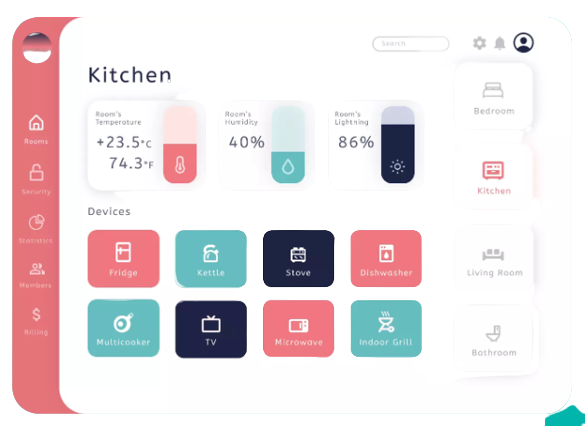 Search
Kitchen
Rooms
Security
Statistics
Members
Billing
Room's
Temperature
+23.5°C
74.3°F
Room's
Humidity
40%
Room's
Lightning
86%
Devices
Fridge
Kettle
Stove
Dishwasher
Multicooker
TV
Microwave
Indoor Grill
Bedroom
Kitchen
Living Room
Bathroom